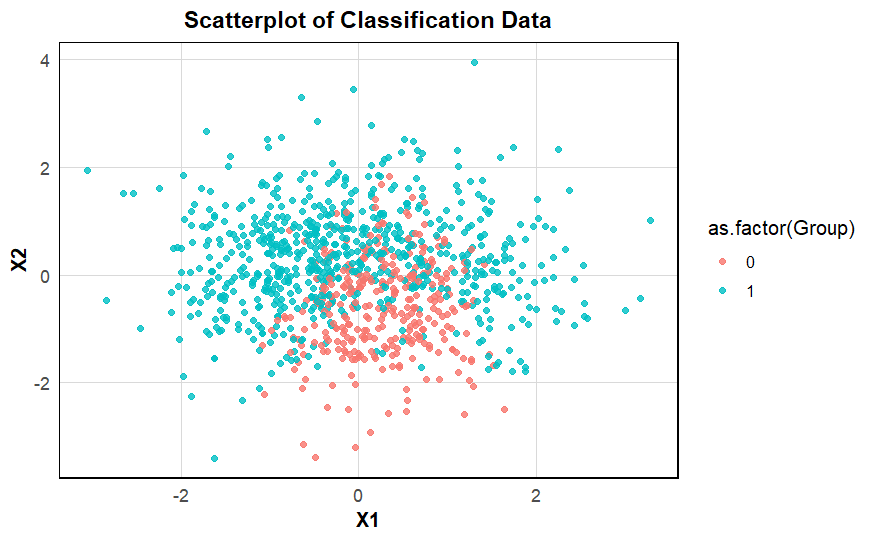 Scatterplot of Classification Data
4
2
0
-2
X2
-2 0 2
X1
as.factor(Group)
0
1